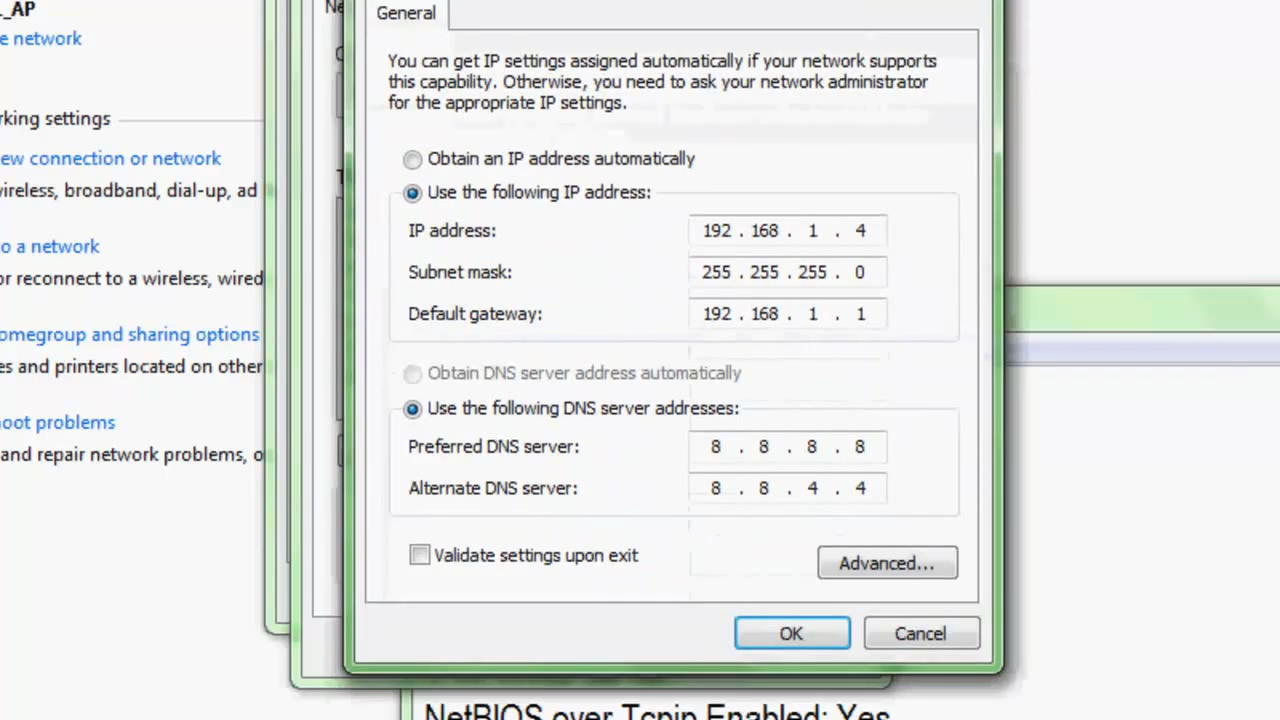 _AP
e network
rking settings
ew connection or network
vireless, broadband, dial-up, ad
o a network
or reconnect to a wireless, wired
omegroup and sharing options
es and printers located on other
oot problems
and repair network problems, o
Ne
General
You can get IP settings assigned automatically if your network supports
this capability. Otherwise, you need to ask your network administrator
for the appropriate IP settings.
Obtain an IP address automatically
Use the following IP address:
IP address: 192 . 168 . 1 . 4
Subnet mask: 255 . 255 . 255 . 0
Default gateway: 192 . 168 . 1 . 1
Obtain DNS server address automatically
Use the following DNS server addresses:
Preferred DNS server: 8 . 8 . 8 . 8
Alternate DNS server: 8 . 8 . 4 . 4
Validate settings upon exit
Advanced...
OK Cancel
NetBIOS over Tcpip Enabled: Yes